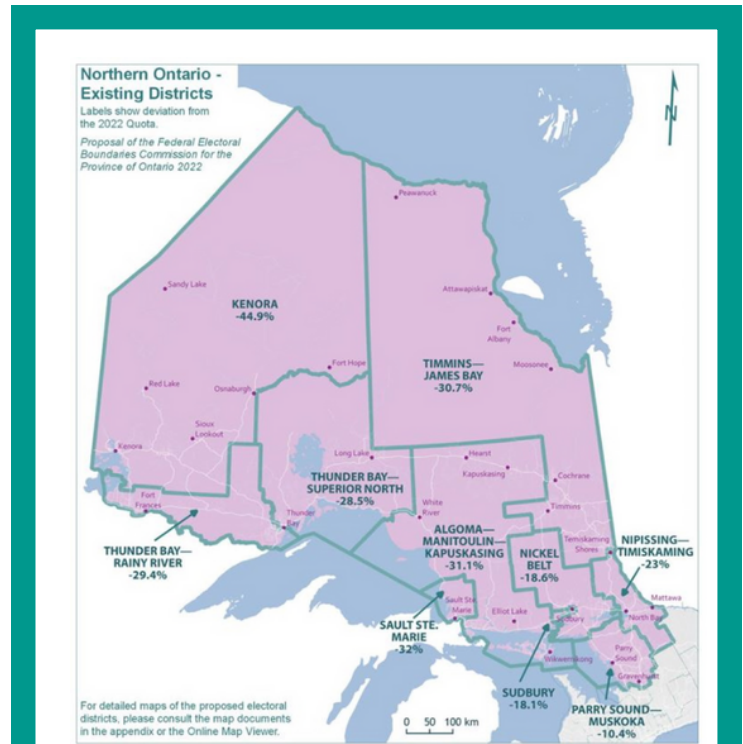 Northern Ontario -
Existing Districts
Labels show deviation from
the 2022 Quota.
Proposal of the Federal Electoral
Boundaries Commission for the
Province of Ontario 2022
N
Peawanuck
Sandy Lake
Attawapiskat
KENORA
-44.9%
Fort
Albany
Fort Hope
TIMMINS—
JAMES BAY
-30.7%
Moosonee
Red Lake
Osnaburgh
Sioux
Lookout
Kenora
Long Lake
Hearst
Kapuskasing
Cochrane
THUNDER BAY—
SUPERIOR NORTH
-28.5%
Fort
Frances
White
River
Thunder
Bay
Timmins
ALGOMA—
MANITOULIN—
KAPUSKASING
-31.1%
Temiskaming
Shores
NIPISSING—
TIMISKAMING
-23%
THUNDER BAY—
RAINY RIVER
-29.4%
NICKEL
BELT
-18.6%
Mattawa
Sault Ste.
Marie
Elliot Lake
Sudbury
North Bay
SAULT STE.
MARIE
-32%
Wikwemikong
Parry
Sound
Gravenhurst
SUDBURY
-18.1%
PARRY SOUND—
MUSKOKA
-10.4%
For detailed maps of the proposed electoral
districts, please consult the map documents
in the appendix or the Online Map Viewer.
0 50 100 km